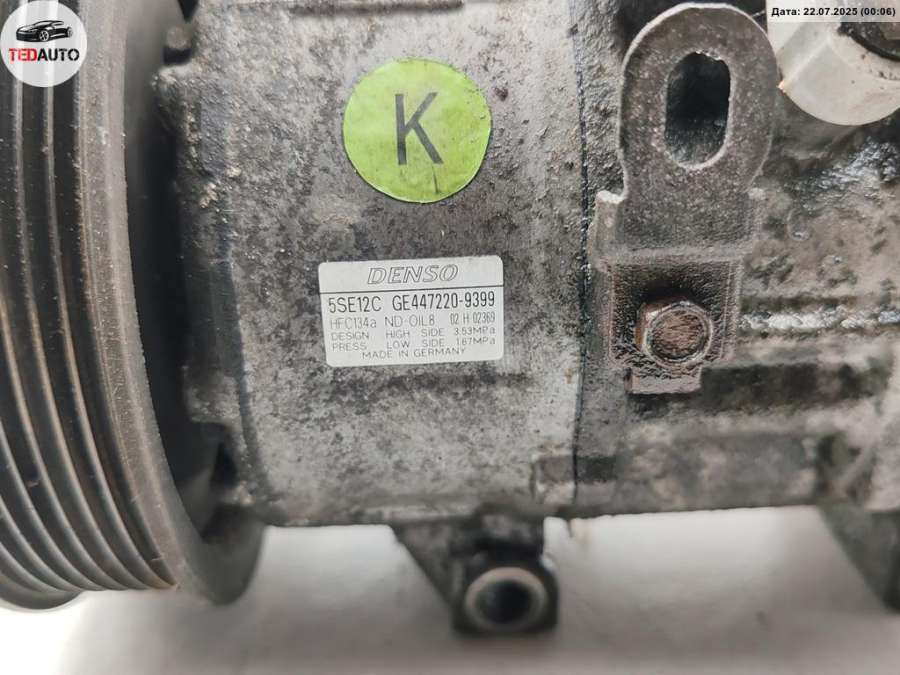 TEDAUTO
Дата: 22.07.2025 (00:06)
K
DENSO
5SE12C GE447220-9399
HFC134a ND-OIL8 02 H 02369
DESIGN HIGH SIDE 3.53MPa
PRESS. LOW SIDE 1.67MPa
MADE IN GERMANY